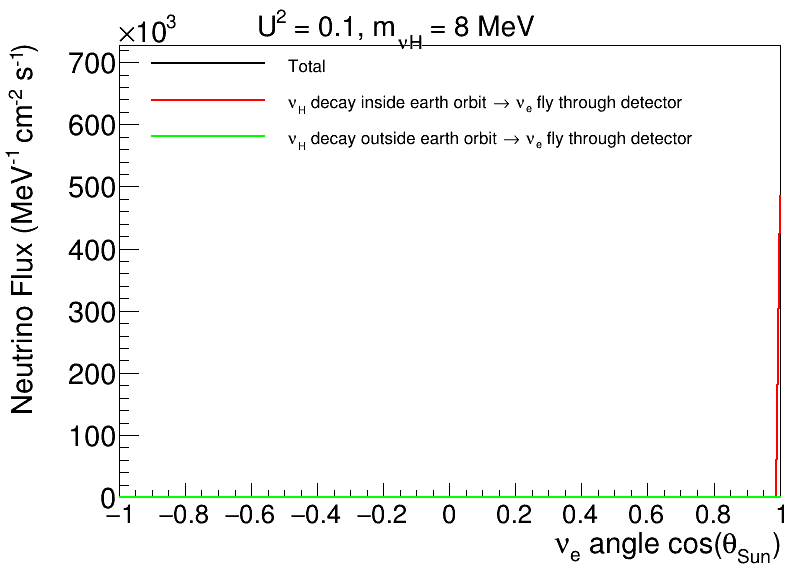 ×10³
U² = 0.1, m_νH = 8 MeV
Total
ν_H decay inside earth orbit → ν_e fly through detector
ν_H decay outside earth orbit → ν_e fly through detector
Neutrino Flux (MeV⁻¹ cm⁻² s⁻¹)
700
600
500
400
300
200
100
0
−1 −0.8 −0.6 −0.4 −0.2 0 0.2 0.4 0.6 0.8 1
ν_e angle cos(θ_Sun)